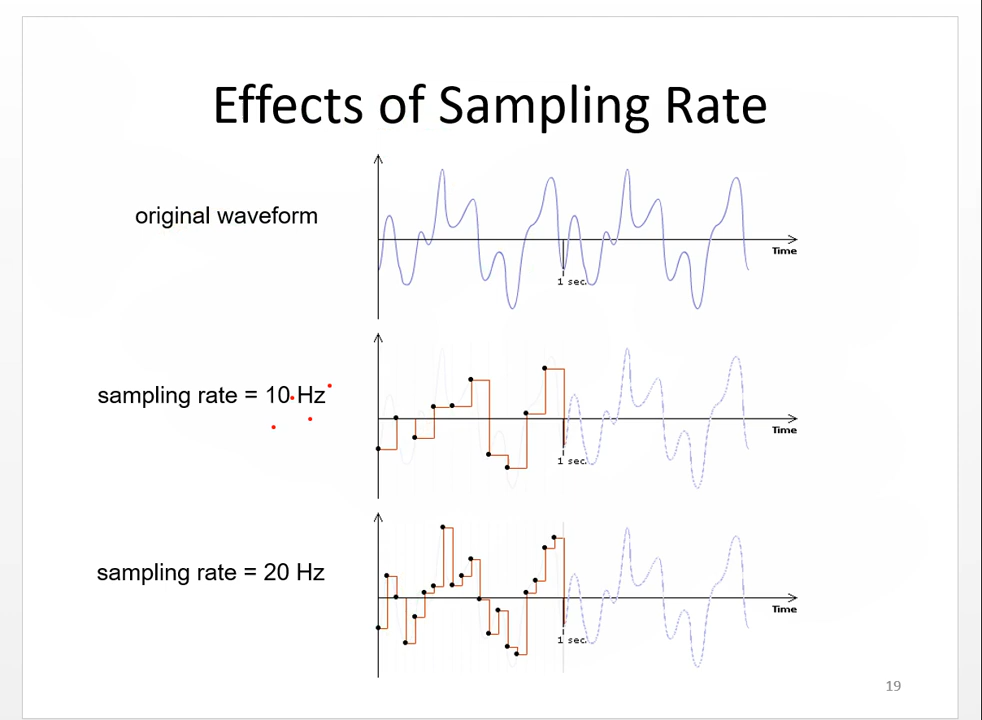 Effects of Sampling Rate
original waveform
Time
1 sec.
sampling rate = 10 Hz
Time
1 sec.
sampling rate = 20 Hz
Time
1 sec.
19